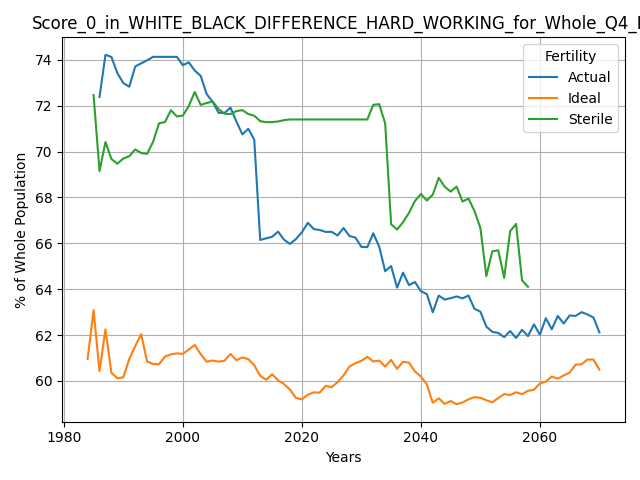 Score_0_in_WHITE_BLACK_DIFFERENCE_HARD_WORKING_for_Whole_Q4_
Fertility
Actual
Ideal
Sterile
% of Whole Population
74
72
70
68
66
64
62
60
1980
2000
2020
2040
2060
Years